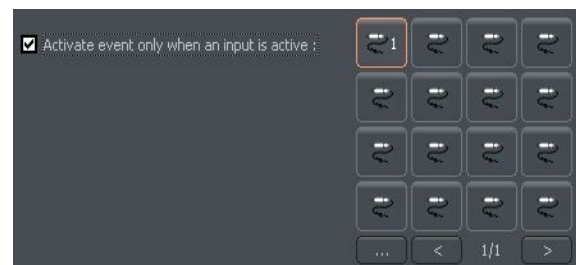 Activate event only when an input is active :
1
... < 1/1 >